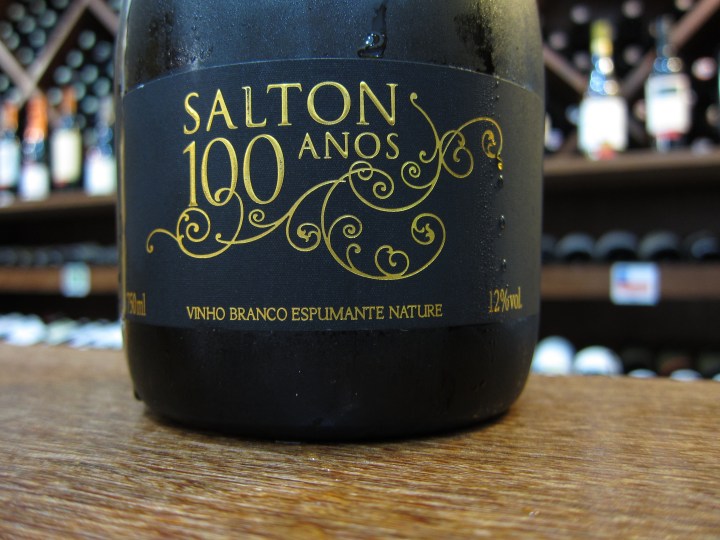 SALTON
100 ANOS
750ml
VINHO BRANCO ESPUMANTE NATURE
12%vol.